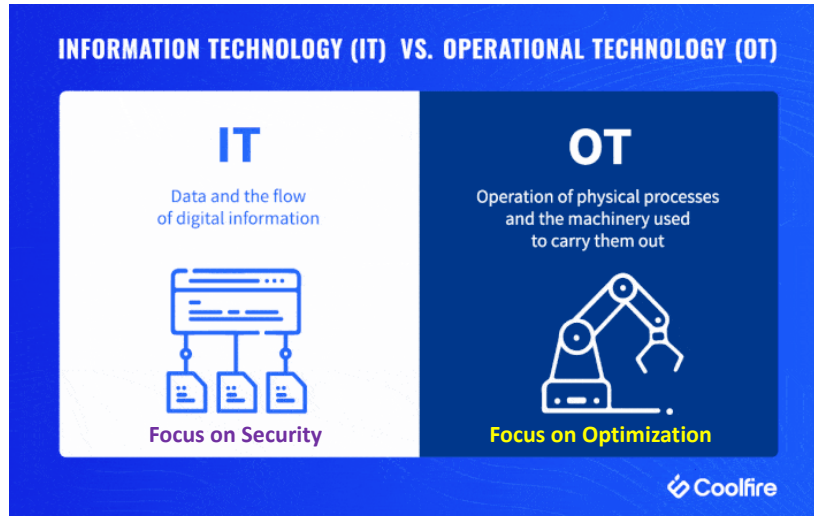 INFORMATION TECHNOLOGY (IT) VS. OPERATIONAL TECHNOLOGY (OT)
IT
Data and the flow
of digital information
Focus on Security
OT
Operation of physical processes
and the machinery used
to carry them out
Focus on Optimization
Coolfire